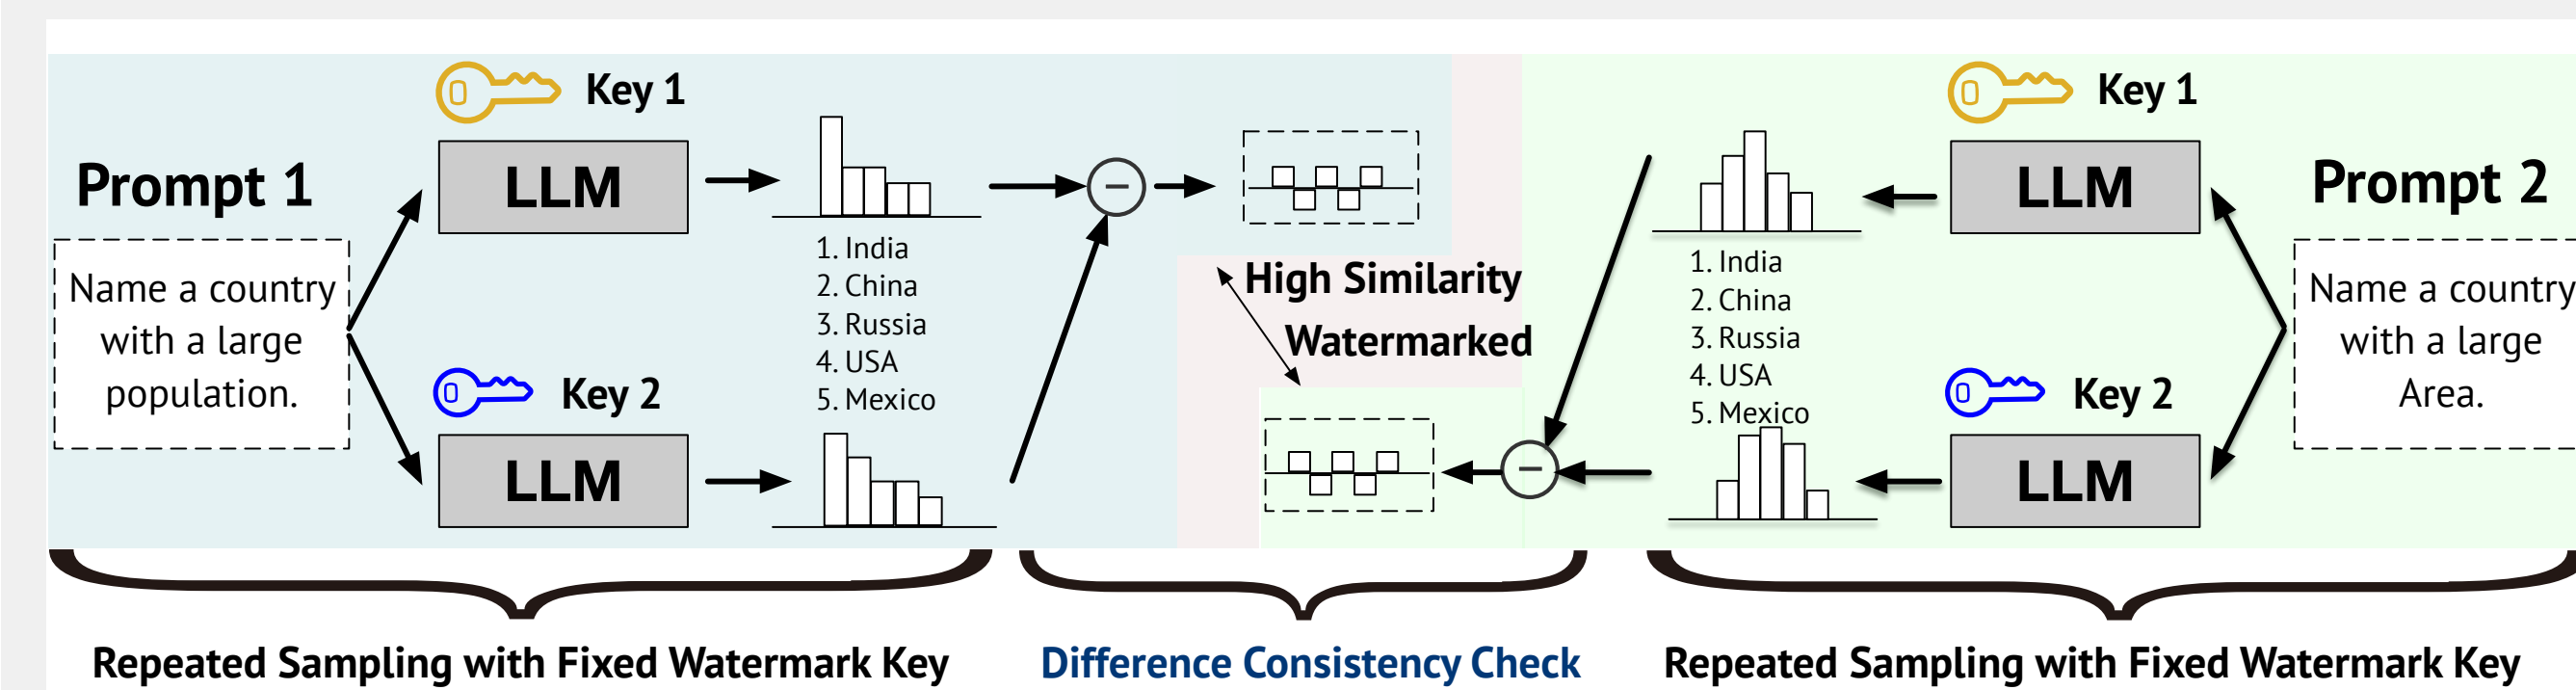 Prompt 1
Name a country
with a large
population.
Key 1
LLM
Key 2
LLM
1. India
2. China
3. Russia
4. USA
5. Mexico
−
High Similarity
Watermarked
−
1. India
2. China
3. Russia
4. USA
5. Mexico
Key 1
LLM
Key 2
LLM
Prompt 2
Name a country
with a large
Area.
Repeated Sampling with Fixed Watermark Key
Difference Consistency Check
Repeated Sampling with Fixed Watermark Key